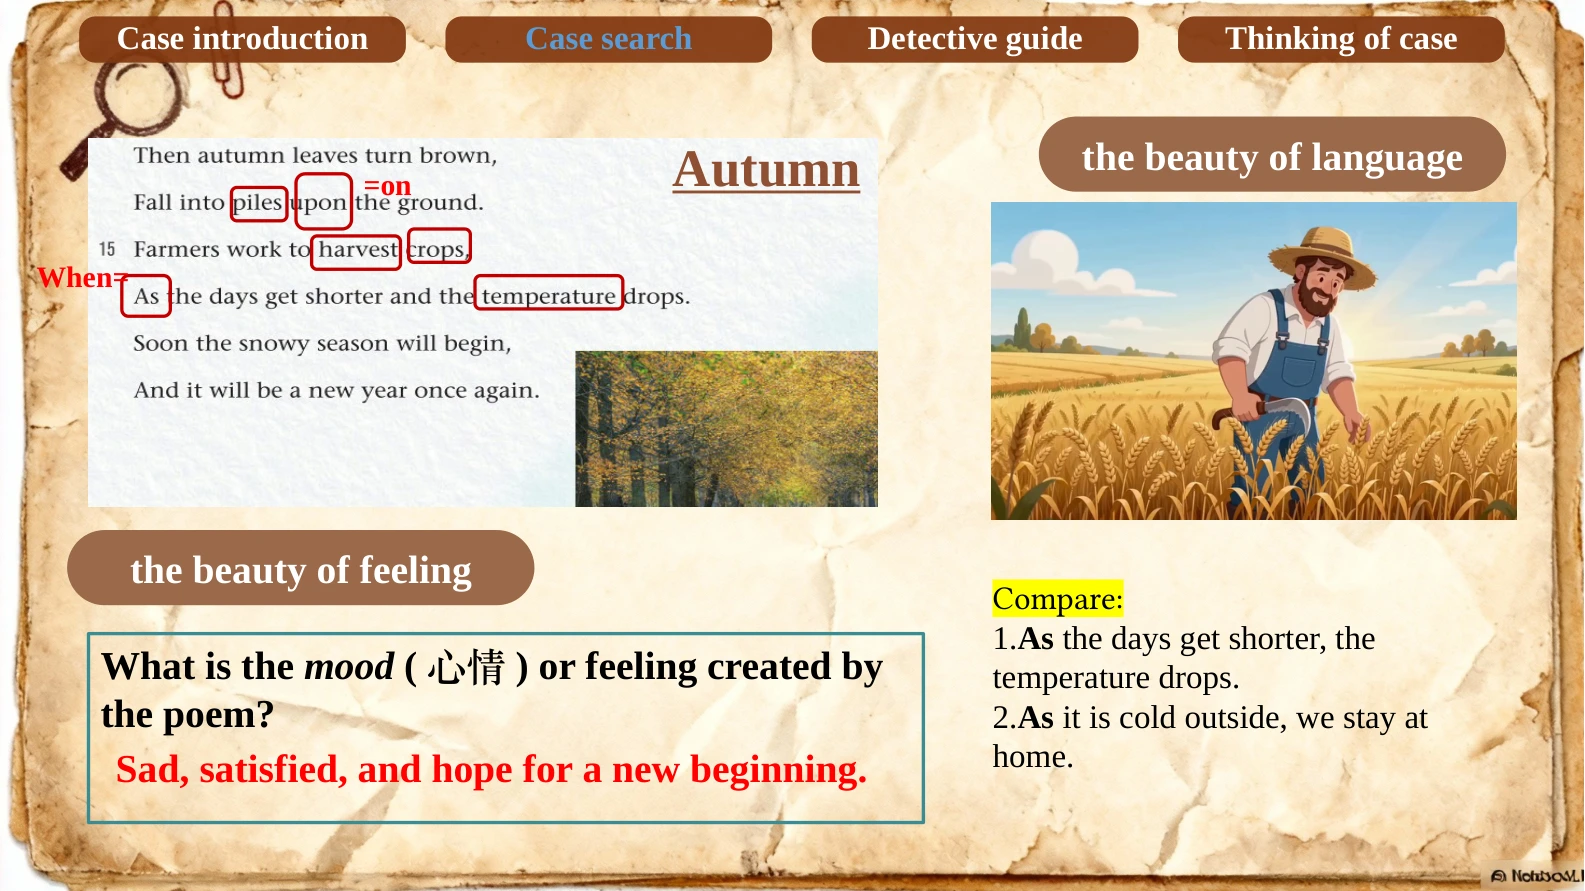 Case introduction
Case search
Detective guide
Thinking of case
Then autumn leaves turn brown,
Autumn
=on
Fall into piles upon the ground.
15 Farmers work to harvest crops,
When=
As the days get shorter and the temperature drops.
Soon the snowy season will begin,
And it will be a new year once again.
the beauty of language
the beauty of feeling
What is the mood ( 心情 ) or feeling created by
the poem?
Sad, satisfied, and hope for a new beginning.
Compare:
1.As the days get shorter, the
temperature drops.
2.As it is cold outside, we stay at
home.